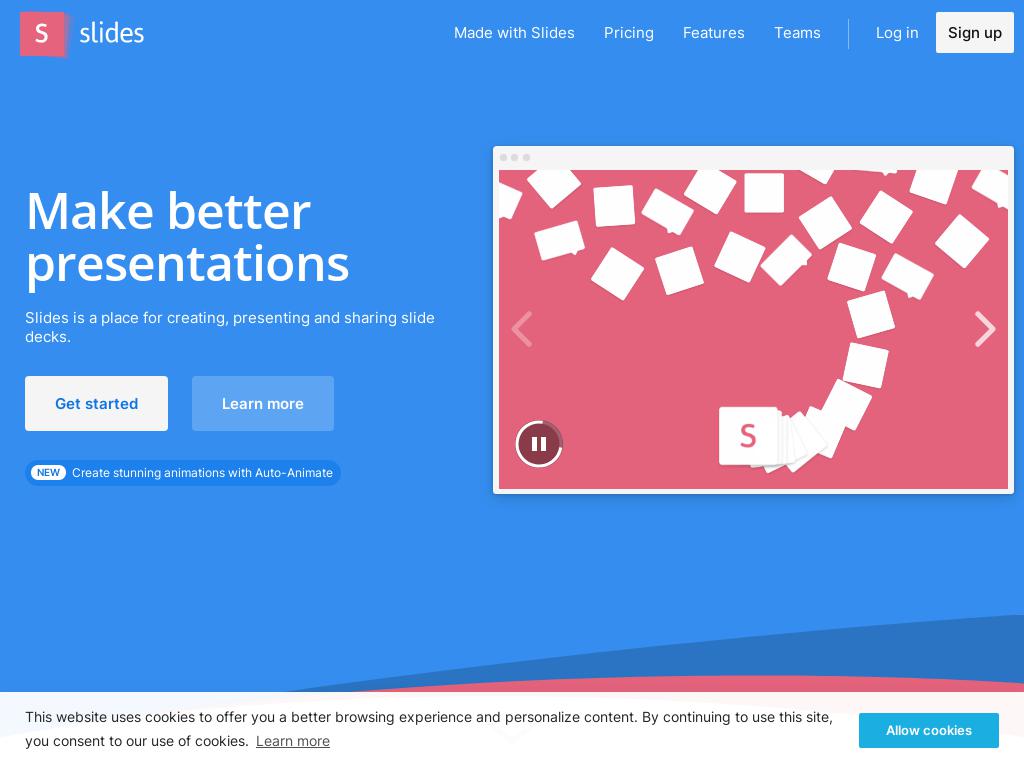 S slides
Made with Slides
Pricing
Features
Teams
Log in
Sign up
Make better
presentations
Slides is a place for creating, presenting and sharing slide
decks.
Get started
Learn more
NEW Create stunning animations with Auto-Animate
S
This website uses cookies to offer you a better browsing experience and personalize content. By continuing to use this site,
you consent to our use of cookies. Learn more
Allow cookies